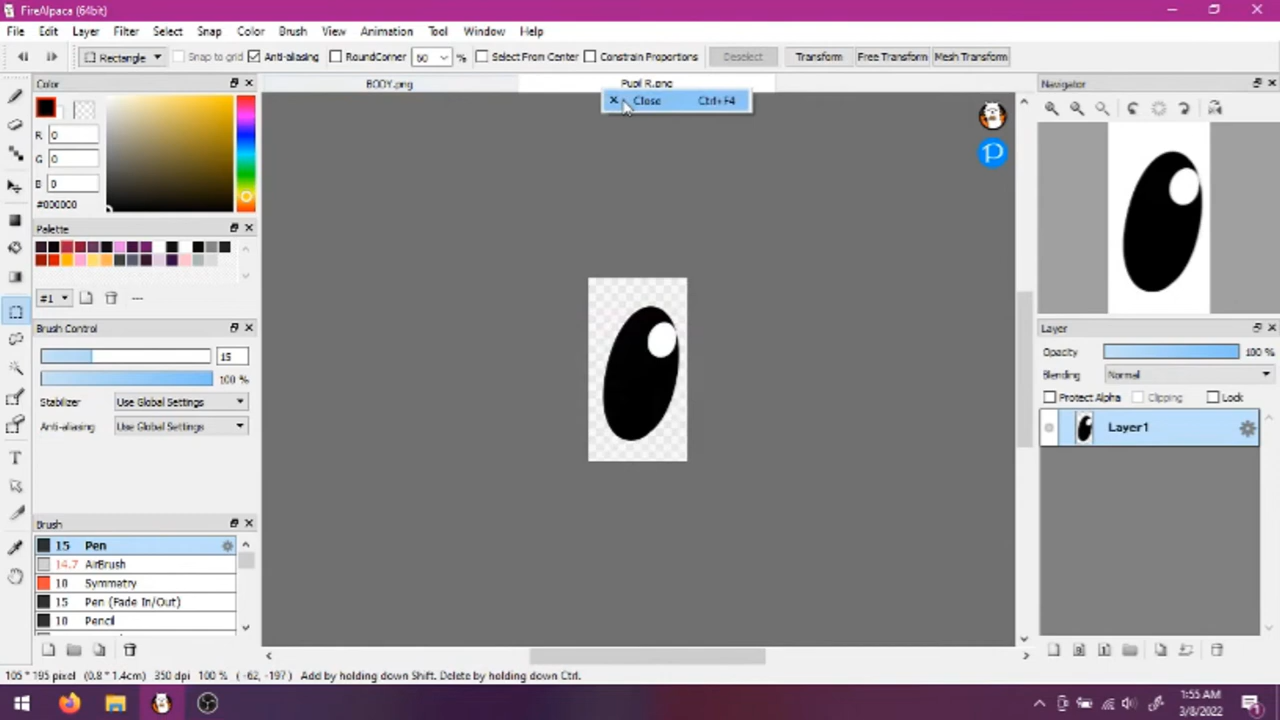 FireAlpaca (64bit)
File Edit Layer Filter Select Snap Color Brush View Animation Tool Window Help
Rectangle Snap to grid Anti-aliasing RoundCorner 50 % Select From Center Constrain Proportions Deselect Transform Free Transform Mesh Transform
Color BODY.png Pupil R.png Navigator
Close Ctrl+F4
R 0
G 0
B 0
#000000
Palette
#1 ---
Brush Control
15
100 %
Stabilizer Use Global Settings
Anti-aliasing Use Global Settings
Brush
15 Pen
14.7 AirBrush
10 Symmetry
15 Pen (Fade In/Out)
10 Pencil
Layer
Opacity 100 %
Blending Normal
Protect Alpha Clipping Lock
Layer1
105 * 195 pixel (0.8 * 1.4cm) 350 dpi 100 % (-62, -197) Add by holding down Shift. Delete by holding down Ctrl.
1:55 AM
3/8/2022